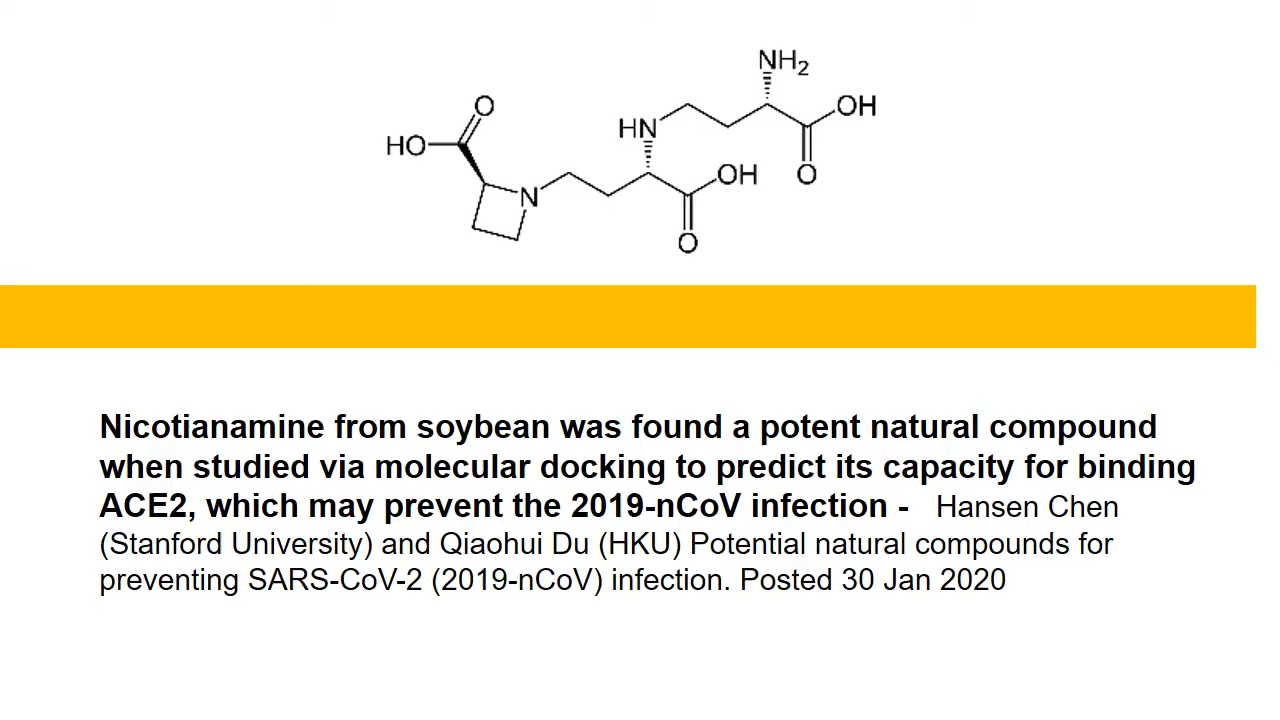 NH2
O
OH
HO
HN
OH
O
N
O
Nicotianamine from soybean was found a potent natural compound
when studied via molecular docking to predict its capacity for binding
ACE2, which may prevent the 2019-nCoV infection - Hansen Chen
(Stanford University) and Qiaohui Du (HKU) Potential natural compounds for
preventing SARS-CoV-2 (2019-nCoV) infection. Posted 30 Jan 2020